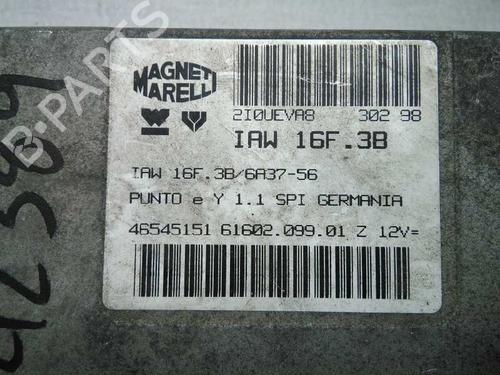 MAGNETI
MARELLI
2I0UEVA8 302 98
IAW 16F.3B
IAW 16F.3B/6A37-56
PUNTO e Y 1.1 SPI GERMANIA
46545151 61602.099.01 Z 12V=
B-PARTS